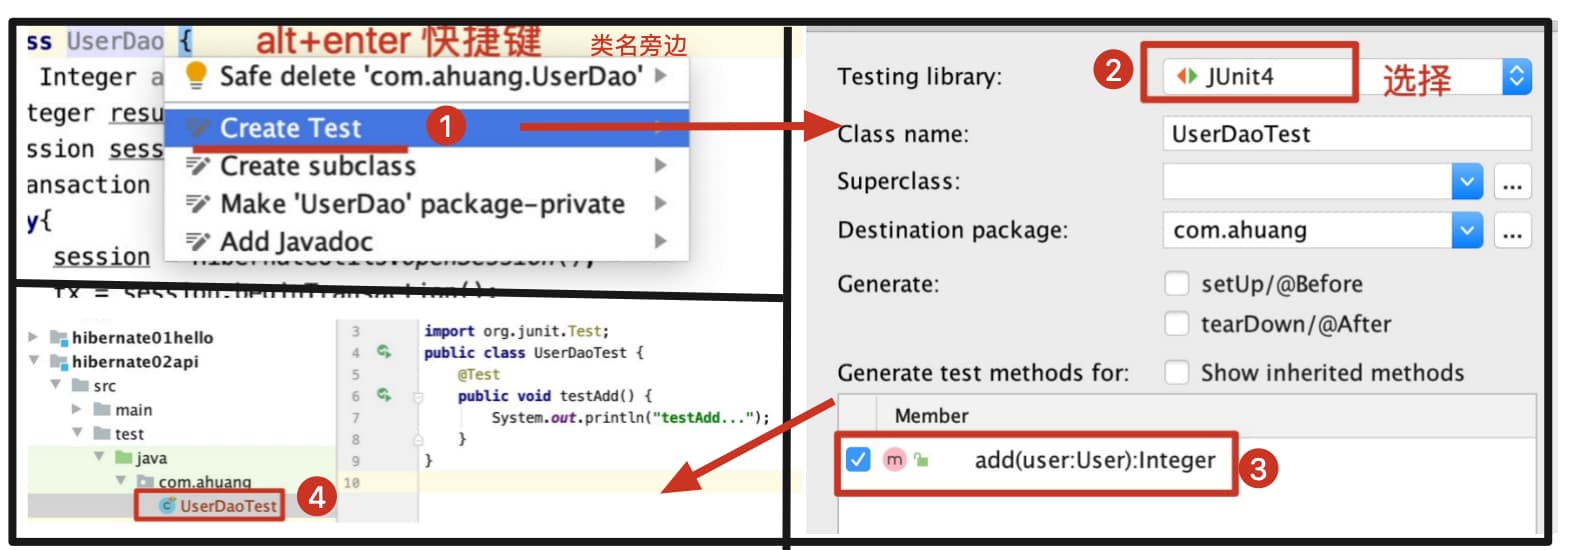 ss UserDao {
alt+enter 快捷键
类名旁边
Integer a
teger resu
ssion sess
ansaction
y{
session
hibernateUtils.openSession();
tx = session.beginTransaction();
Safe delete 'com.ahuang.UserDao'
Create Test
1
Create subclass
Make 'UserDao' package-private
Add Javadoc
Testing library:
2
JUnit4
选择
Class name:
UserDaoTest
Superclass:
...
Destination package:
com.ahuang
...
Generate:
setUp/@Before
tearDown/@After
Generate test methods for:
Show inherited methods
Member
m
add(user:User):Integer
3
hibernate01hello
hibernate02api
src
main
test
java
com.ahuang
C
UserDaoTest
4
3 import org.junit.Test;
4 public class UserDaoTest {
5 @Test
6 public void testAdd() {
7 System.out.println("testAdd...");
8 }
9 }
10